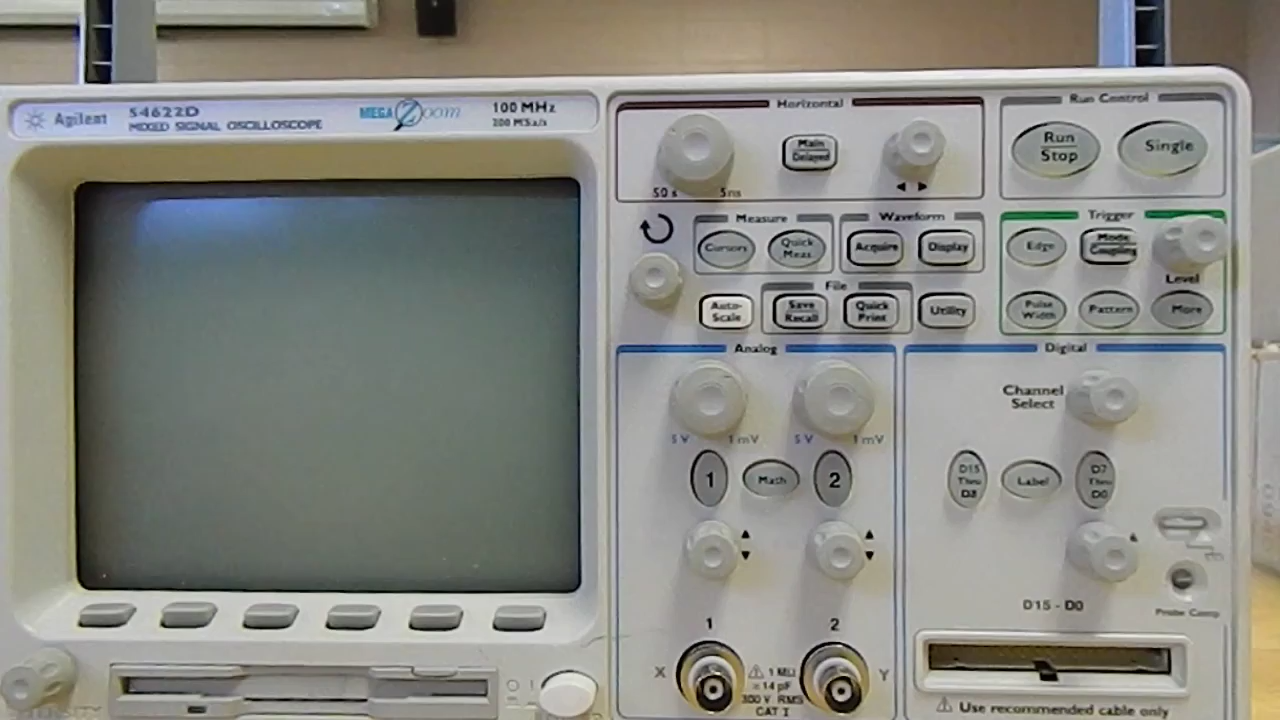 Agilent
54622D
MIXED SIGNAL OSCILLOSCOPE
MEGA Zoom
100 MHz
200 MSa/s
Horizontal
Main
Delayed
50 s
5ns
Run Control
Run
Stop
Single
Measure
Cursors
Quick
Meas
Waveform
Acquire
Display
Trigger
Edge
Mode
Coupling
Level
Pulse
Width
Pattern
More
Auto-
Scale
File
Save
Recall
Quick
Print
Utility
Analog
5 V
1 mV
5 V
1 mV
1
Math
2
Digital
Channel
Select
D15
Thru
D8
Label
D7
Thru
D0
D15 - D0
Probe Comp
1
2
X
Y
1 MΩ
≈ 14 pF
300 V RMS
CAT I
Use recommended cable only